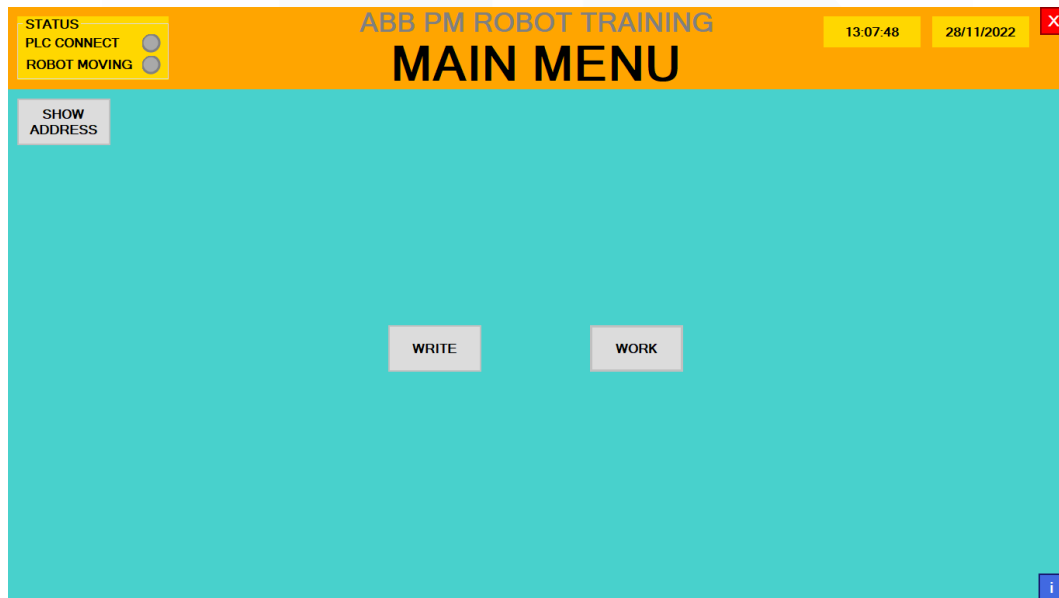 STATUS
PLC CONNECT
ROBOT MOVING
ABB PM ROBOT TRAINING
MAIN MENU
13:07:48
28/11/2022
X
SHOW
ADDRESS
WRITE
WORK
i